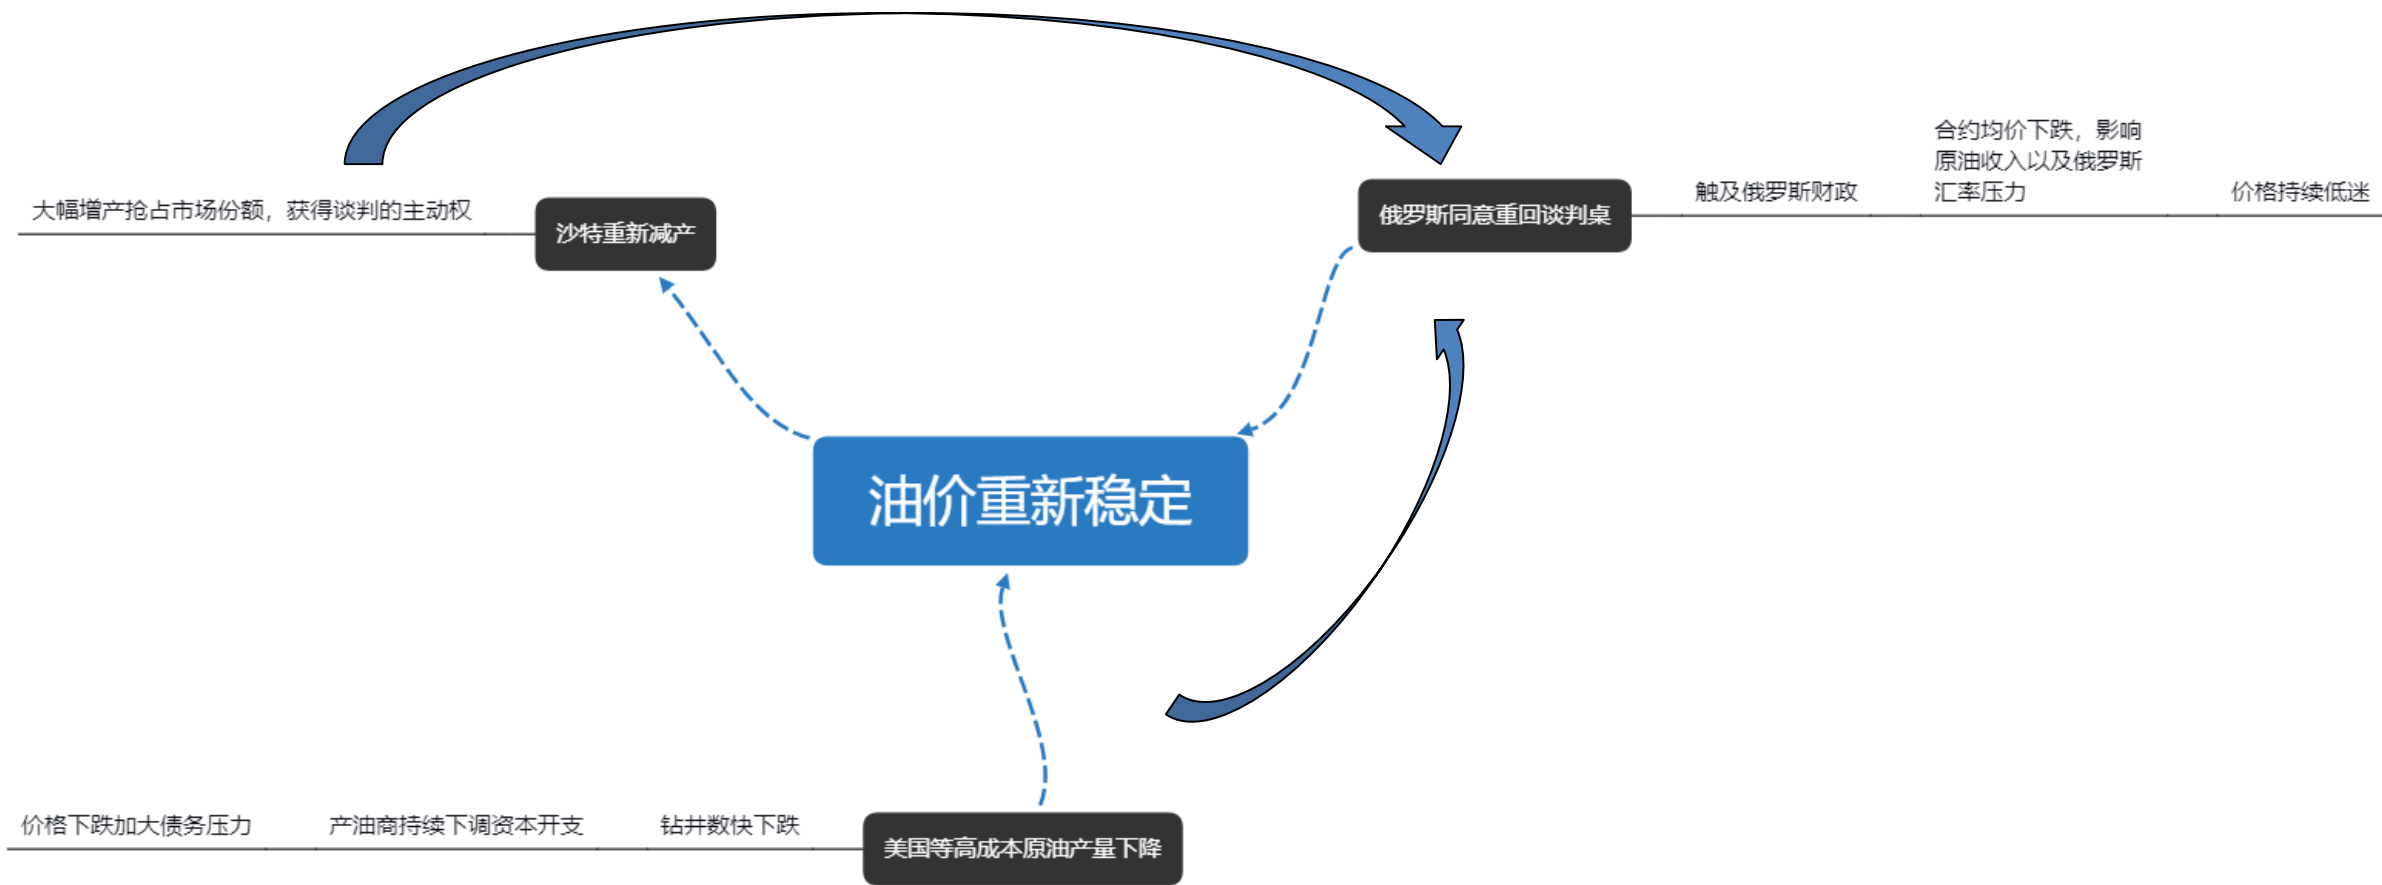 大幅增产抢占市场份额，获得谈判的主动权
沙特重新减产
俄罗斯同意重回谈判桌
触及俄罗斯财政
合约均价下跌，影响
原油收入以及俄罗斯
汇率压力
价格持续低迷
油价重新稳定
价格下跌加大债务压力
产油商持续下调资本开支
钻井数快下跌
美国等高成本原油产量下降